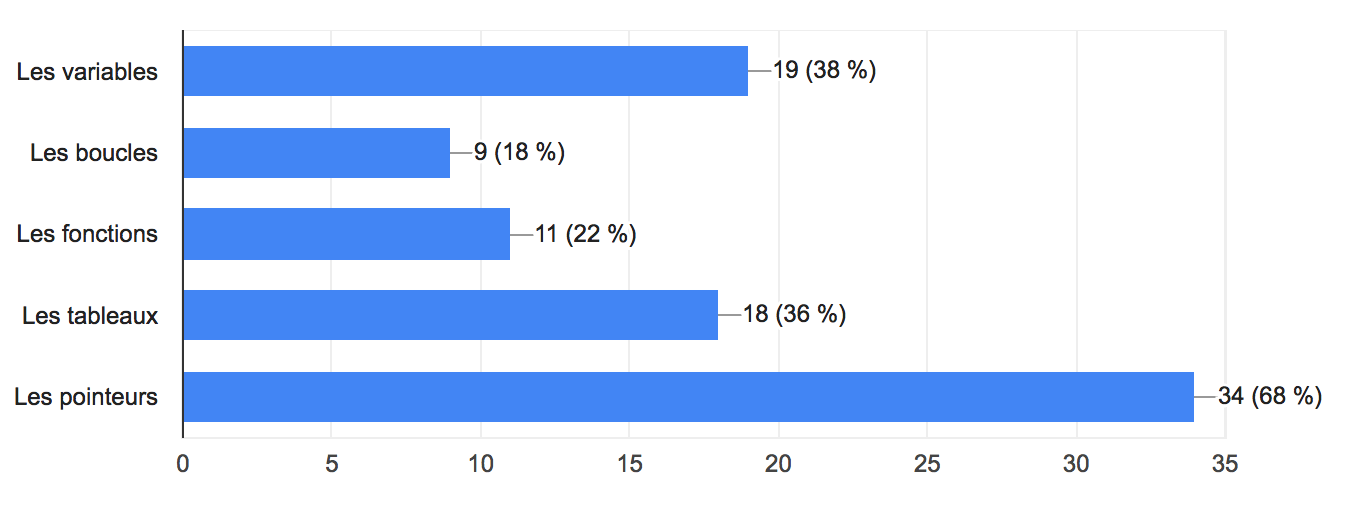 Les variables 19 (38 %)
Les boucles 9 (18 %)
Les fonctions 11 (22 %)
Les tableaux 18 (36 %)
Les pointeurs 34 (68 %)
0 5 10 15 20 25 30 35